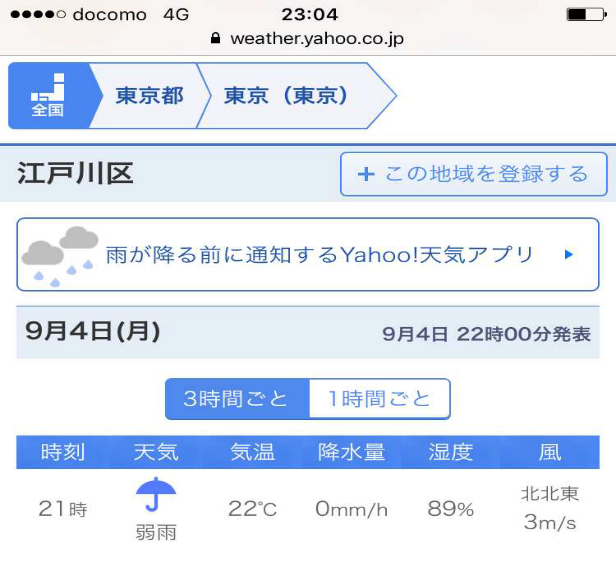 docomo 4G 23:04
weather.yahoo.co.jp
全国 東京都 東京（東京）
江戸川区 + この地域を登録する
雨が降る前に通知するYahoo!天気アプリ
9月4日(月) 9月4日 22時00分発表
3時間ごと 1時間ごと
時刻 天気 気温 降水量 湿度 風
21時 弱雨 22℃ 0mm/h 89% 北北東 3m/s